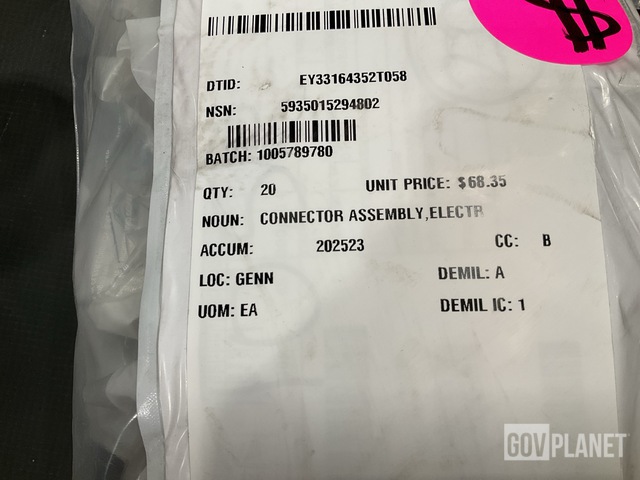 $
DTID: EY33164352T058
NSN: 5935015294802
BATCH: 1005789780
QTY: 20 UNIT PRICE: $68.35
NOUN: CONNECTOR ASSEMBLY,ELECTR
ACCUM: 202523 CC: B
LOC: GENN DEMIL: A
UOM: EA DEMIL IC: 1
GOVPLANET